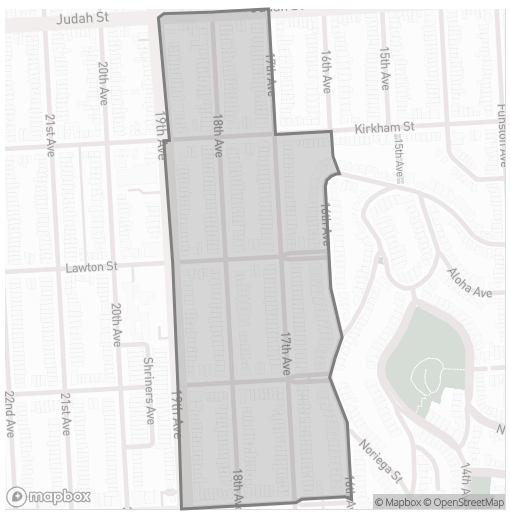 Judah St
Judah St
17th Ave
16th Ave
15th Ave
20th Ave
21st Ave
19th Ave
18th Ave
Kirkham St
15th Ave
Funston Ave
16th Ave
Lawton St
Aloha Ave
20th Ave
17th Ave
Shriners Ave
22nd Ave
21st Ave
19th Ave
Noriega St
18th Ave
16th Ave
14th Ave
N
mapbox
© Mapbox © OpenStreetMap